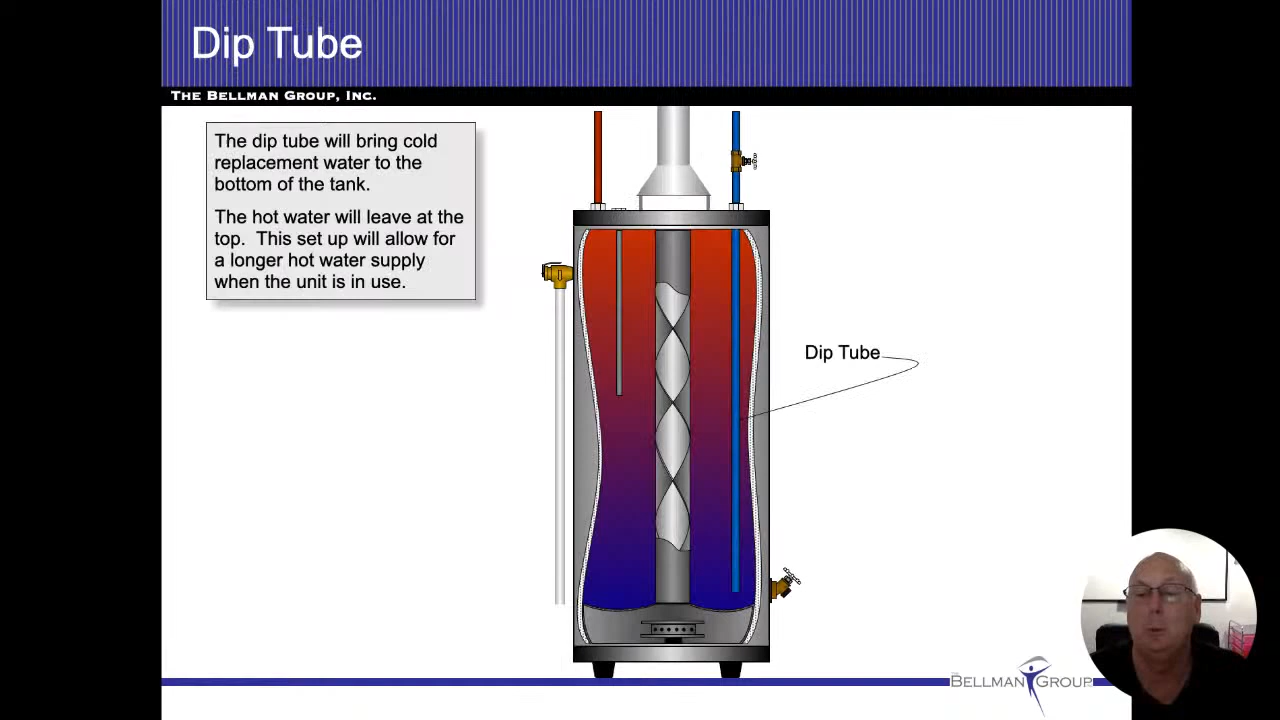 Dip Tube
THE BELLMAN GROUP, INC.
The dip tube will bring cold
replacement water to the
bottom of the tank.
The hot water will leave at the
top.  This set up will allow for
a longer hot water supply
when the unit is in use.
Dip Tube
THE
BELLMAN GROUP